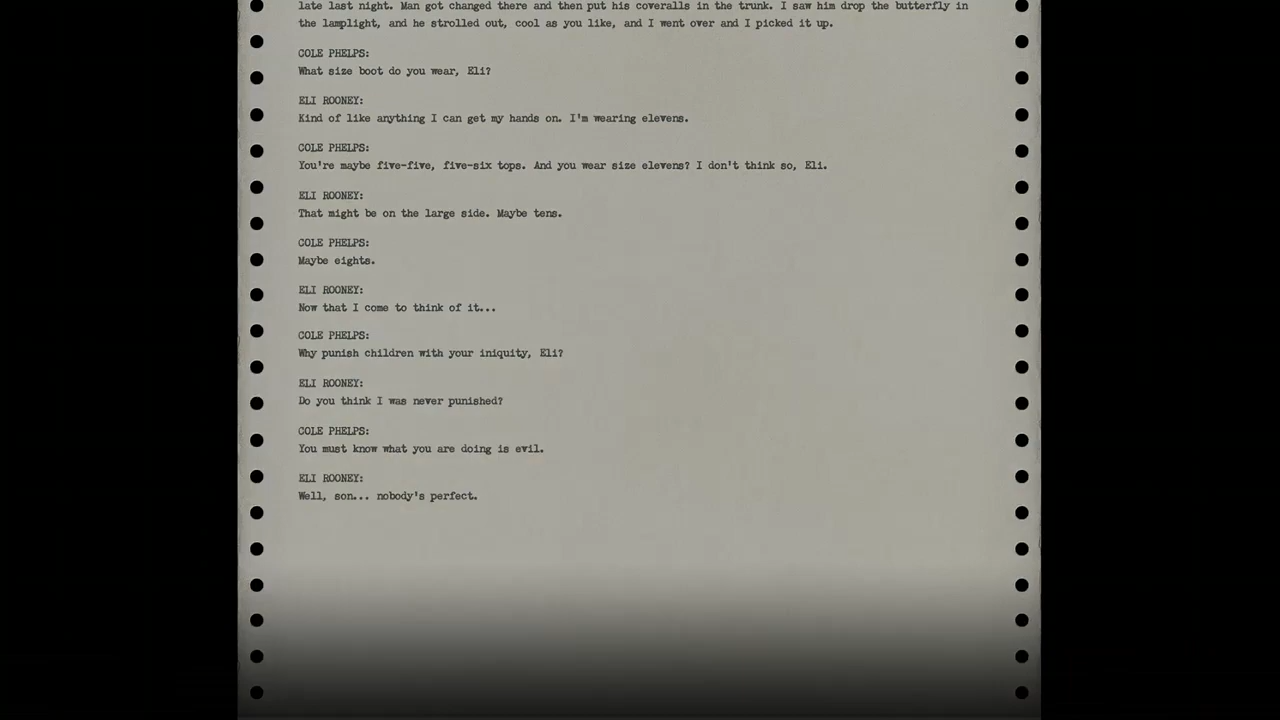 late last night. Man got changed there and then put his coveralls in the trunk. I saw him drop the butterfly in
the lamplight, and he strolled out, cool as you like, and I went over and I picked it up.
COLE PHELPS:
What size boot do you wear, Eli?
ELI ROONEY:
Kind of like anything I can get my hands on. I'm wearing elevens.
COLE PHELPS:
You're maybe five-five, five-six tops. And you wear size elevens? I don't think so, Eli.
ELI ROONEY:
That might be on the large side. Maybe tens.
COLE PHELPS:
Maybe eights.
ELI ROONEY:
Now that I come to think of it...
COLE PHELPS:
Why punish children with your iniquity, Eli?
ELI ROONEY:
Do you think I was never punished?
COLE PHELPS:
You must know what you are doing is evil.
ELI ROONEY:
Well, son... nobody's perfect.